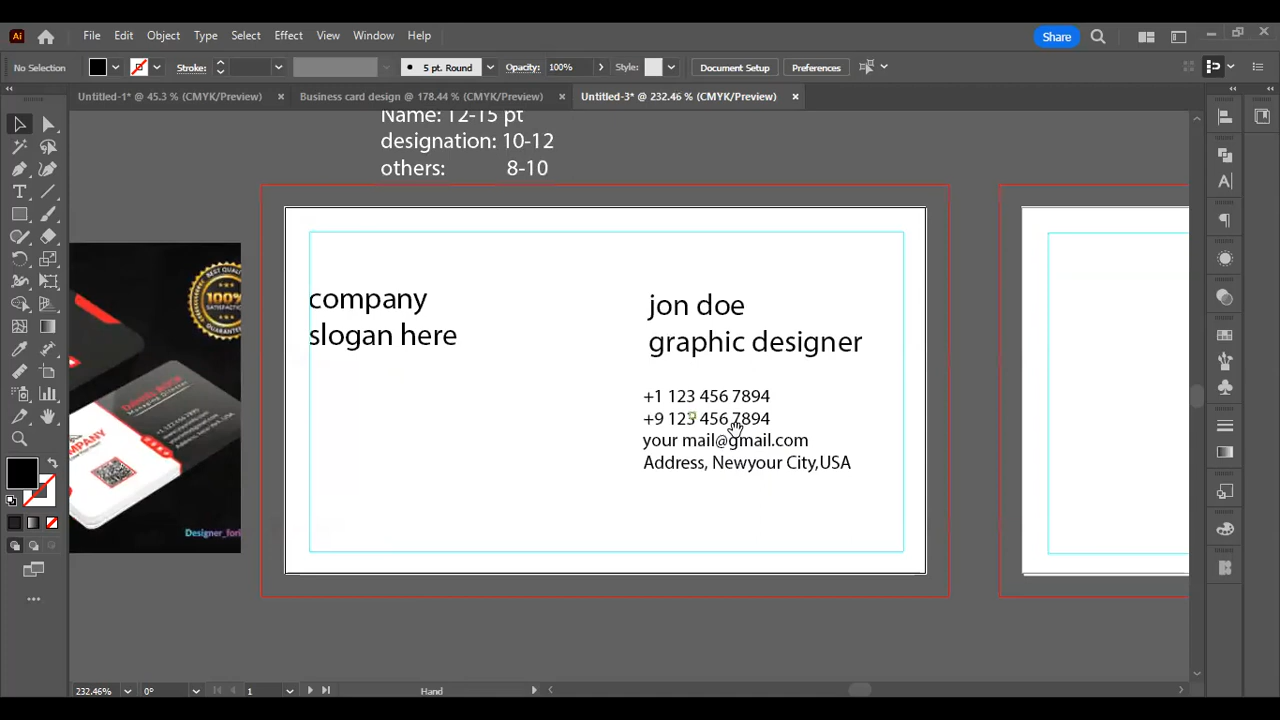 File Edit Object Type Select Effect View Window Help
Share
No Selection
Stroke:
5 pt. Round
Opacity: 100%
Style:
Document Setup
Preferences
Untitled-1* @ 45.3 % (CMYK/Preview)
Business card design @ 178.44 % (CMYK/Preview)
Untitled-3* @ 232.46 % (CMYK/Preview)
Name: 12-15 pt
designation: 10-12
others: 8-10
company
slogan here
jon doe
graphic designer
+1 123 456 7894
+9 123 456 7894
your mail@gmail.com
Address, Newyour City,USA
100%
Managing Director
Designer_fori
232.46%
0°
1
Hand